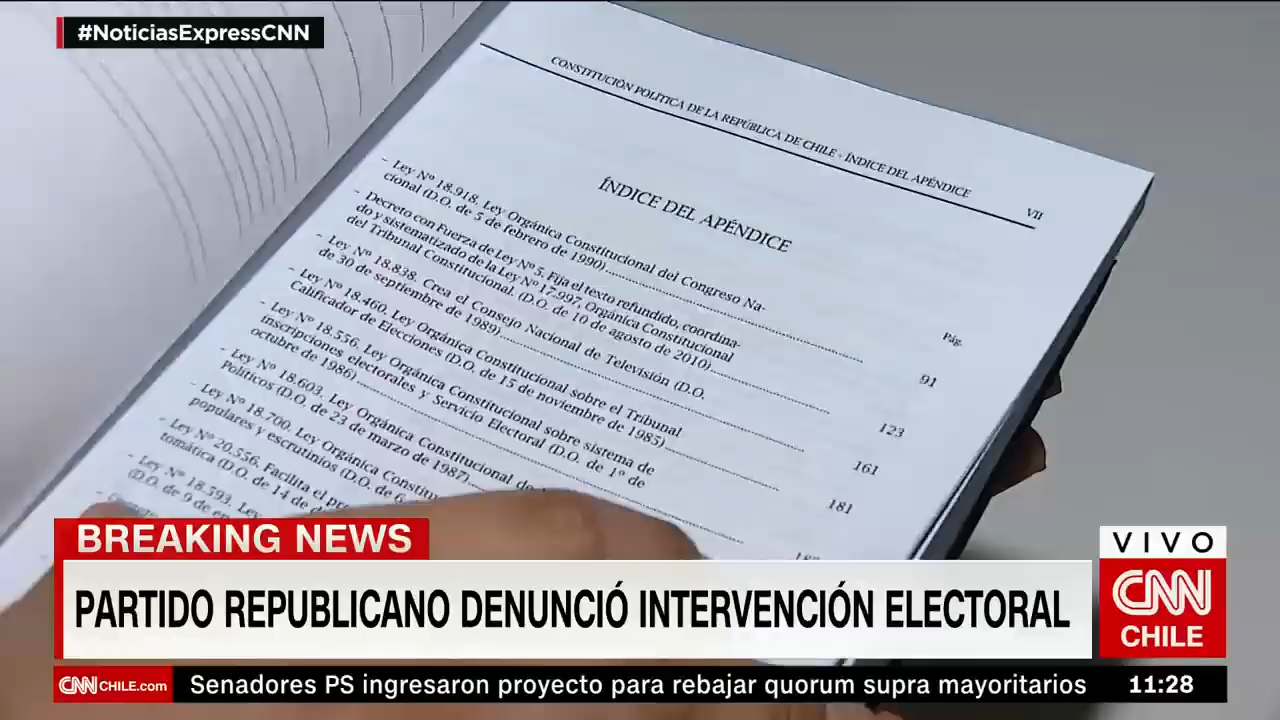 #NoticiasExpressCNN
CONSTITUCIÓN POLÍTICA DE LA REPÚBLICA DE CHILE - ÍNDICE DEL APÉNDICE
VII
ÍNDICE DEL APÉNDICE
Pág.
- Ley Nº 18.918, Ley Orgánica Constitucional del Congreso Na-
cional (D.O. de 5 de febrero de 1990) 91
- Decreto con Fuerza de Ley Nº 5. Fija el texto refundido, coordina-
do y sistematizado de la Ley Nº 17.997, Orgánica Constitucional
del Tribunal Constitucional. (D.O. de 10 de agosto de 2010) 123
- Ley Nº 18.838. Crea el Consejo Nacional de Televisión (D.O.
de 30 de septiembre de 1989) 161
- Ley Nº 18.460. Ley Orgánica Constitucional sobre el Tribunal
Calificador de Elecciones (D.O. de 15 de noviembre de 1985) 181
- Ley Nº 18.556. Ley Orgánica Constitucional sobre sistema de
inscripciones electorales y Servicio Electoral (D.O. de 1º de
octubre de 1986)
- Ley Nº 18.603, Ley Orgánica Constitucional de
Políticos (D.O. de 23 de marzo de 1987)
- Ley Nº 18.700. Ley Orgánica
populares y escrutinios (D.O. de 6
- Ley Nº 20.556. Facilita el
tomática (D.O. de 14 de
- Ley Nº 18.593. Ley
(D.O. de 9 de
BREAKING NEWS
PARTIDO REPUBLICANO DENUNCIÓ INTERVENCIÓN ELECTORAL
VIVO
CNN
CHILE
CNNCHILE.com Senadores PS ingresaron proyecto para rebajar quorum supra mayoritarios 11:28